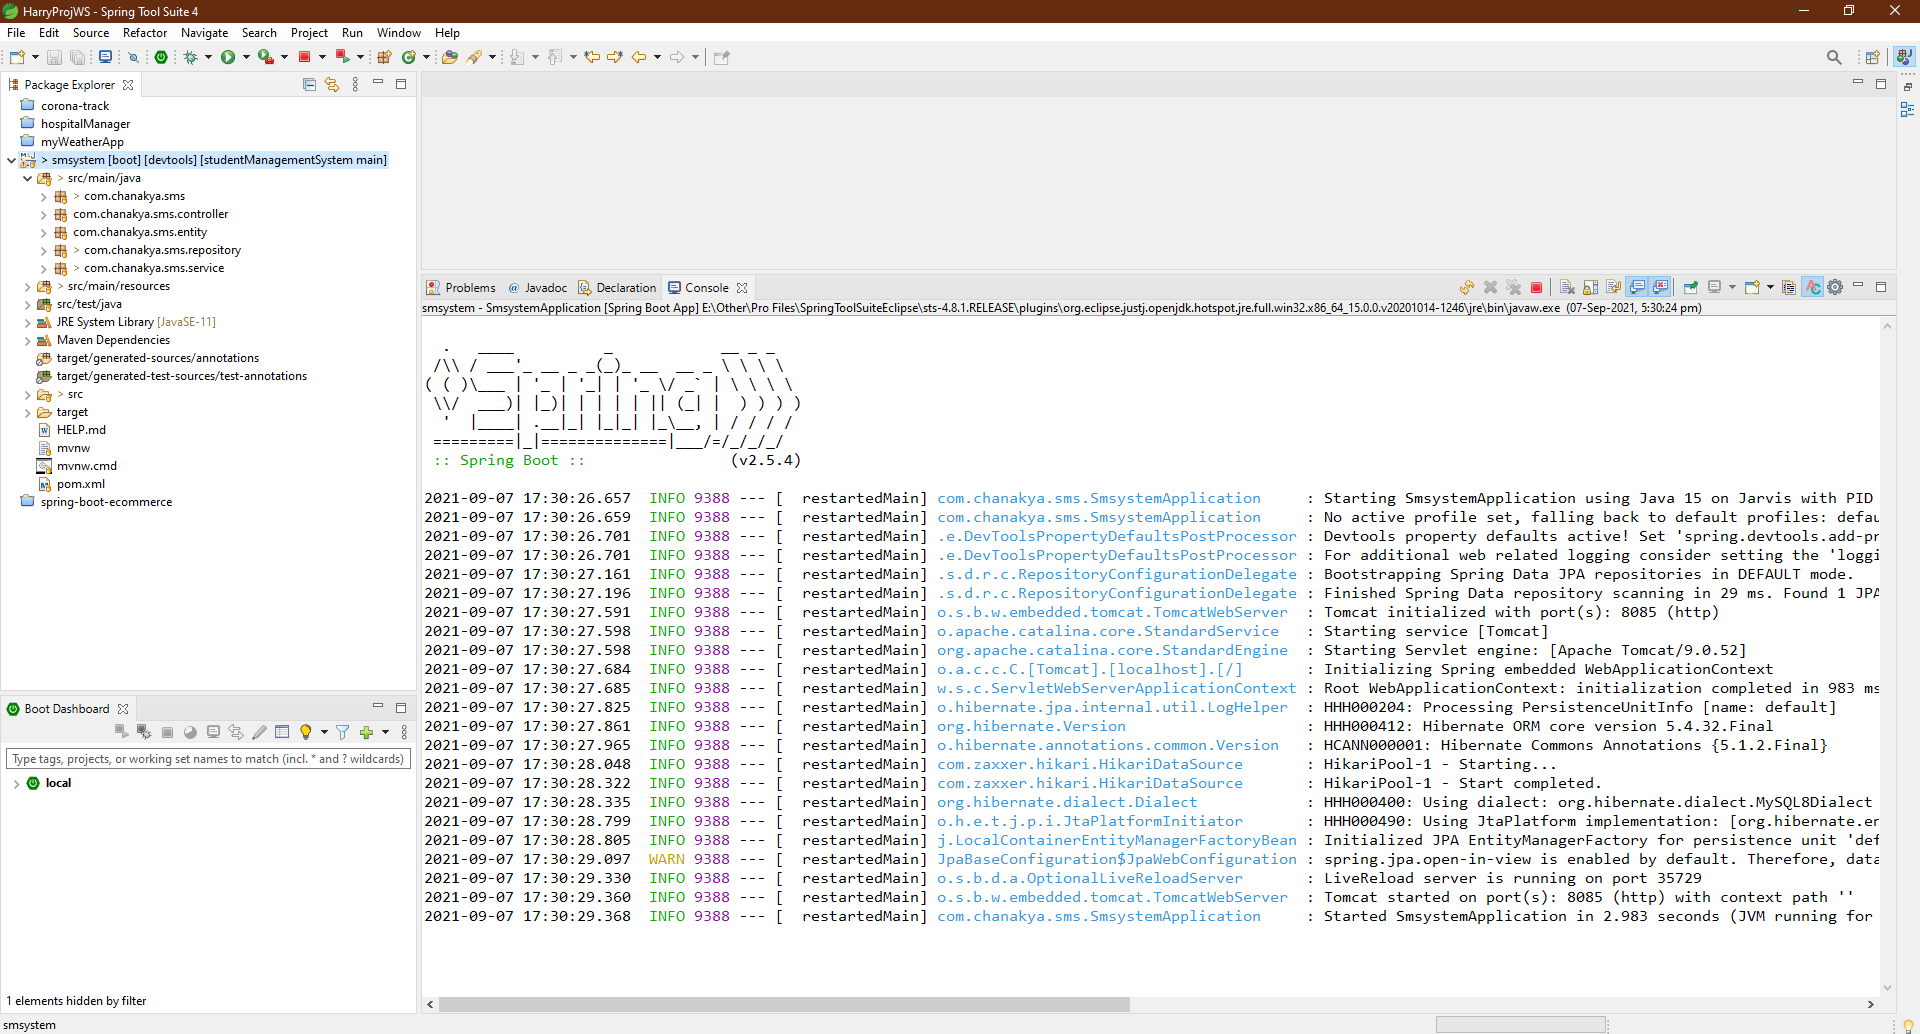 HarryProjWS - Spring Tool Suite 4
File Edit Source Refactor Navigate Search Project Run Window Help
Package Explorer
corona-track
hospitalManager
myWeatherApp
> smsystem [boot] [devtools] [studentManagementSystem main]
> src/main/java
> com.chanakya.sms
com.chanakya.sms.controller
com.chanakya.sms.entity
> com.chanakya.sms.repository
> com.chanakya.sms.service
> src/main/resources
src/test/java
JRE System Library [JavaSE-11]
Maven Dependencies
target/generated-sources/annotations
target/generated-test-sources/test-annotations
> src
target
HELP.md
mvnw
mvnw.cmd
pom.xml
spring-boot-ecommerce
Boot Dashboard
Type tags, projects, or working set names to match (incl. * and ? wildcards)
local
1 elements hidden by filter
smsystem
Problems @ Javadoc Declaration Console
smsystem - SmsystemApplication [Spring Boot App] E:\Other\Pro Files\SpringToolSuiteEclipse\sts-4.8.1.RELEASE\plugins\org.eclipse.justj.openjdk.hotspot.jre.full.win32.x86_64_15.0.0.v20201014-1246\jre\bin\javaw.exe (07-Sep-2021, 5:30:24 pm)
  .   ____          _            __ _ _
 /\\ / ___'_ __ _ _(_)_ __  __ _ \ \ \ \
( ( )\___ | '_ | '_| | '_ \/ _` | \ \ \ \
 \\/  ___)| |_)| | | | | || (_| |  ) ) ) )
  '  |____| .__|_| |_|_| |_\__, | / / / /
 =========|_|==============|___/=/_/_/_/
 :: Spring Boot ::                (v2.5.4)
2021-09-07 17:30:26.657  INFO 9388 --- [  restartedMain] com.chanakya.sms.SmsystemApplication     : Starting SmsystemApplication using Java 15 on Jarvis with PID
2021-09-07 17:30:26.659  INFO 9388 --- [  restartedMain] com.chanakya.sms.SmsystemApplication     : No active profile set, falling back to default profiles: defau
2021-09-07 17:30:26.701  INFO 9388 --- [  restartedMain] .e.DevToolsPropertyDefaultsPostProcessor : Devtools property defaults active! Set 'spring.devtools.add-pr
2021-09-07 17:30:26.701  INFO 9388 --- [  restartedMain] .e.DevToolsPropertyDefaultsPostProcessor : For additional web related logging consider setting the 'loggi
2021-09-07 17:30:27.161  INFO 9388 --- [  restartedMain] .s.d.r.c.RepositoryConfigurationDelegate : Bootstrapping Spring Data JPA repositories in DEFAULT mode.
2021-09-07 17:30:27.196  INFO 9388 --- [  restartedMain] .s.d.r.c.RepositoryConfigurationDelegate : Finished Spring Data repository scanning in 29 ms. Found 1 JPA
2021-09-07 17:30:27.591  INFO 9388 --- [  restartedMain] o.s.b.w.embedded.tomcat.TomcatWebServer  : Tomcat initialized with port(s): 8085 (http)
2021-09-07 17:30:27.598  INFO 9388 --- [  restartedMain] o.apache.catalina.core.StandardService   : Starting service [Tomcat]
2021-09-07 17:30:27.598  INFO 9388 --- [  restartedMain] org.apache.catalina.core.StandardEngine  : Starting Servlet engine: [Apache Tomcat/9.0.52]
2021-09-07 17:30:27.684  INFO 9388 --- [  restartedMain] o.a.c.c.C.[Tomcat].[localhost].[/]       : Initializing Spring embedded WebApplicationContext
2021-09-07 17:30:27.685  INFO 9388 --- [  restartedMain] w.s.c.ServletWebServerApplicationContext : Root WebApplicationContext: initialization completed in 983 ms
2021-09-07 17:30:27.825  INFO 9388 --- [  restartedMain] o.hibernate.jpa.internal.util.LogHelper  : HHH000204: Processing PersistenceUnitInfo [name: default]
2021-09-07 17:30:27.861  INFO 9388 --- [  restartedMain] org.hibernate.Version                    : HHH000412: Hibernate ORM core version 5.4.32.Final
2021-09-07 17:30:27.965  INFO 9388 --- [  restartedMain] o.hibernate.annotations.common.Version   : HCANN000001: Hibernate Commons Annotations {5.1.2.Final}
2021-09-07 17:30:28.048  INFO 9388 --- [  restartedMain] com.zaxxer.hikari.HikariDataSource       : HikariPool-1 - Starting...
2021-09-07 17:30:28.322  INFO 9388 --- [  restartedMain] com.zaxxer.hikari.HikariDataSource       : HikariPool-1 - Start completed.
2021-09-07 17:30:28.335  INFO 9388 --- [  restartedMain] org.hibernate.dialect.Dialect            : HHH000400: Using dialect: org.hibernate.dialect.MySQL8Dialect
2021-09-07 17:30:28.799  INFO 9388 --- [  restartedMain] o.h.e.t.j.p.i.JtaPlatformInitiator       : HHH000490: Using JtaPlatform implementation: [org.hibernate.en
2021-09-07 17:30:28.805  INFO 9388 --- [  restartedMain] j.LocalContainerEntityManagerFactoryBean : Initialized JPA EntityManagerFactory for persistence unit 'def
2021-09-07 17:30:29.097  WARN 9388 --- [  restartedMain] JpaBaseConfiguration$JpaWebConfiguration : spring.jpa.open-in-view is enabled by default. Therefore, data
2021-09-07 17:30:29.330  INFO 9388 --- [  restartedMain] o.s.b.d.a.OptionalLiveReloadServer       : LiveReload server is running on port 35729
2021-09-07 17:30:29.360  INFO 9388 --- [  restartedMain] o.s.b.w.embedded.tomcat.TomcatWebServer  : Tomcat started on port(s): 8085 (http) with context path ''
2021-09-07 17:30:29.368  INFO 9388 --- [  restartedMain] com.chanakya.sms.SmsystemApplication     : Started SmsystemApplication in 2.983 seconds (JVM running for